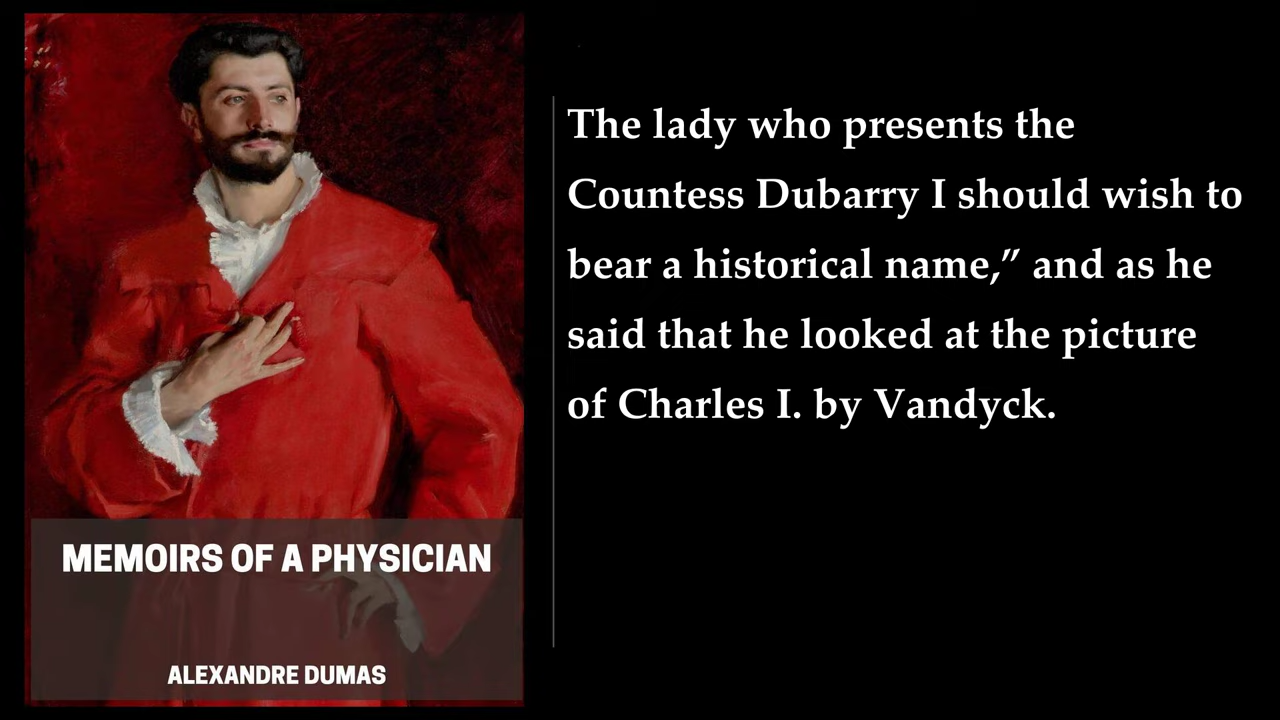 The lady who presents the
Countess Dubarry I should wish to
bear a historical name,” and as he
said that he looked at the picture
of Charles I. by Vandyck.
MEMOIRS OF A PHYSICIAN
ALEXANDRE DUMAS